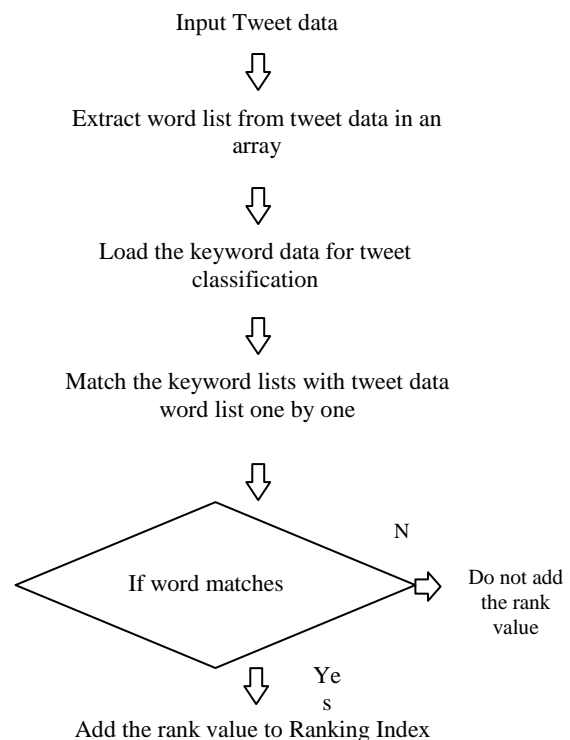 Input Tweet data
Extract word list from tweet data in an
array
Load the keyword data for tweet
classification
Match the keyword lists with tweet data
word list one by one
N
If word matches
Do not add
the rank
value
Ye
s
Add the rank value to Ranking Index